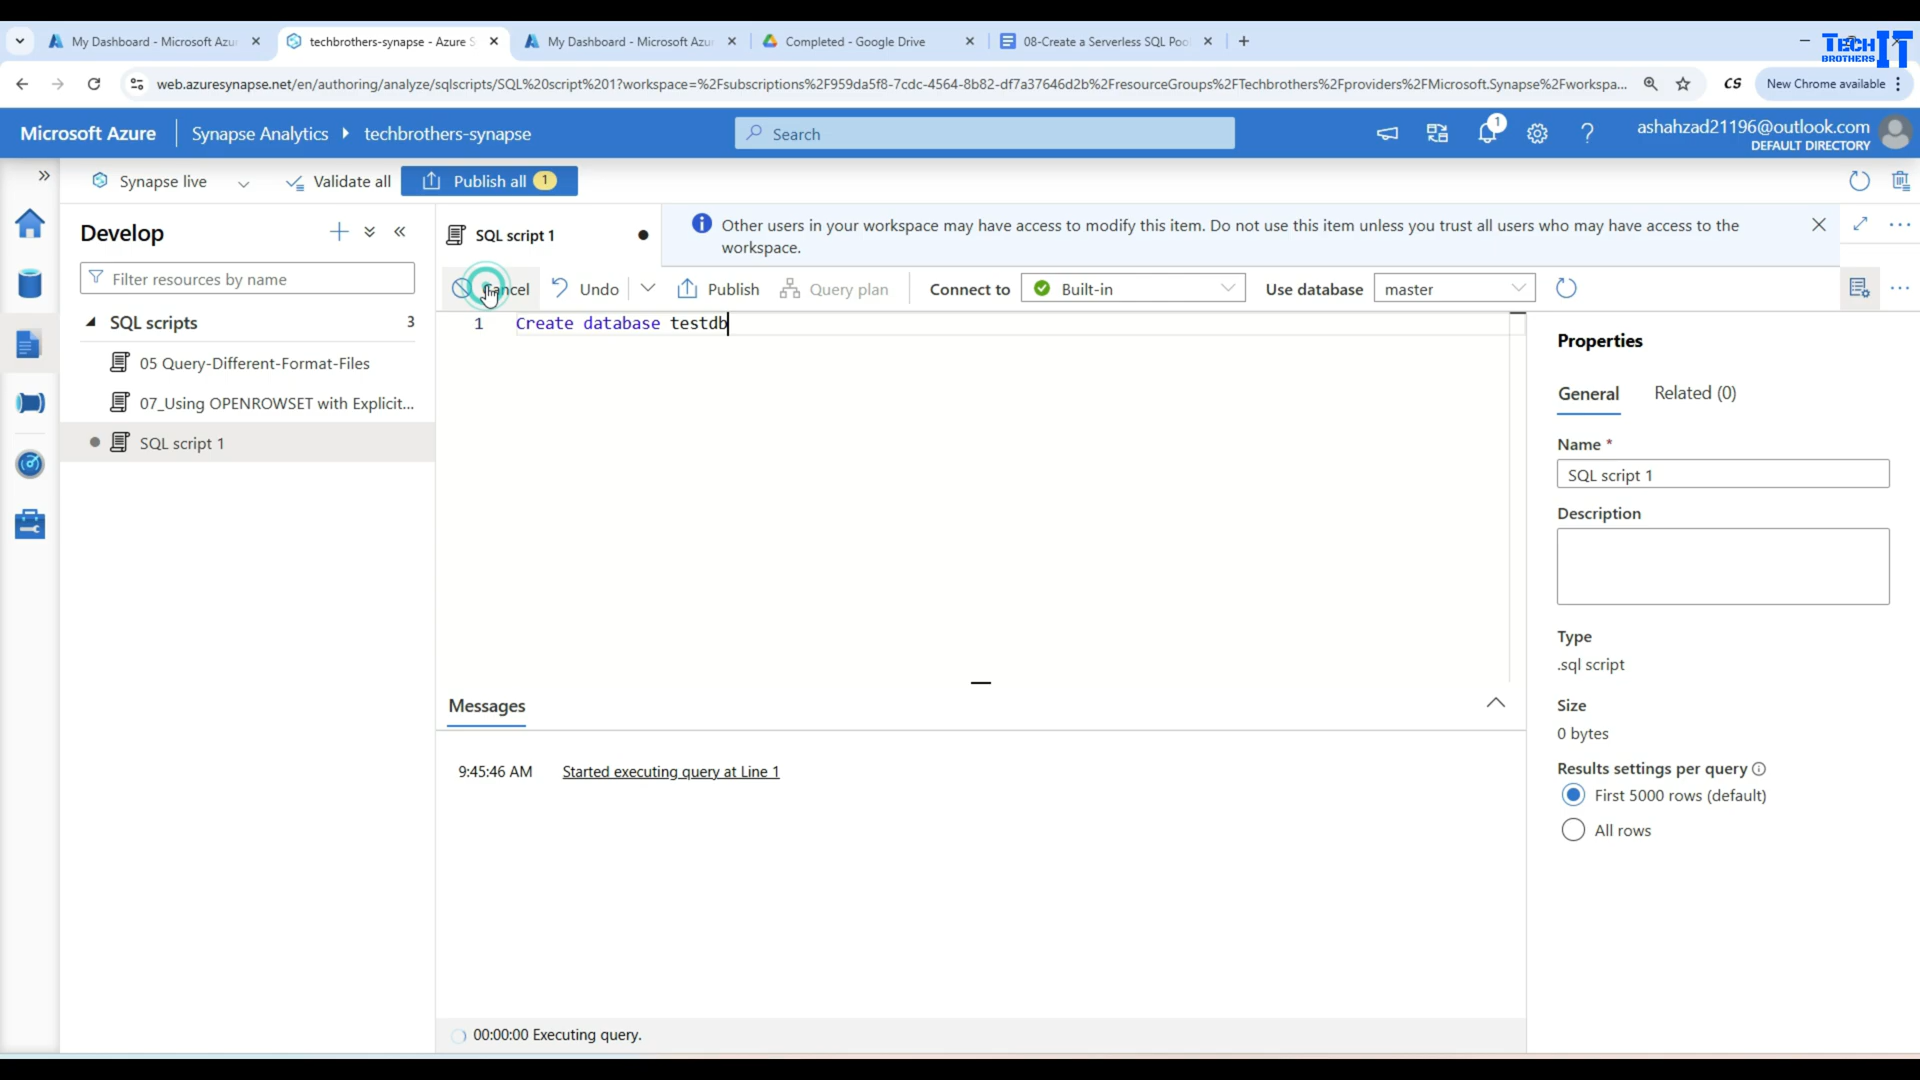 My Dashboard - Microsoft Azu
techbrothers-synapse - Azure S
My Dashboard - Microsoft Azu
Completed - Google Drive
08-Create a Serverless SQL Poo
TECH IT
BROTHERS
web.azuresynapse.net/en/authoring/analyze/sqlscripts/SQL%20script%201?workspace=%2Fsubscriptions%2F959da5f8-7cdc-4564-8b82-df7a37646d2b%2FresourceGroups%2FTechbrothers%2Fproviders%2FMicrosoft.Synapse%2Fworkspa...
CS
New Chrome available
Microsoft Azure
Synapse Analytics
techbrothers-synapse
Search
1
ashahzad21196@outlook.com
DEFAULT DIRECTORY
Synapse live
Validate all
Publish all 1
Develop
Filter resources by name
SQL scripts 3
05 Query-Different-Format-Files
07_Using OPENROWSET with Explicit...
SQL script 1
SQL script 1
Other users in your workspace may have access to modify this item. Do not use this item unless you trust all users who may have access to the
workspace.
Cancel
Undo
Publish
Query plan
Connect to
Built-in
Use database
master
1 Create database testdb
Messages
9:45:46 AM Started executing query at Line 1
00:00:00 Executing query.
Properties
General
Related (0)
Name *
SQL script 1
Description
Type
.sql script
Size
0 bytes
Results settings per query
First 5000 rows (default)
All rows